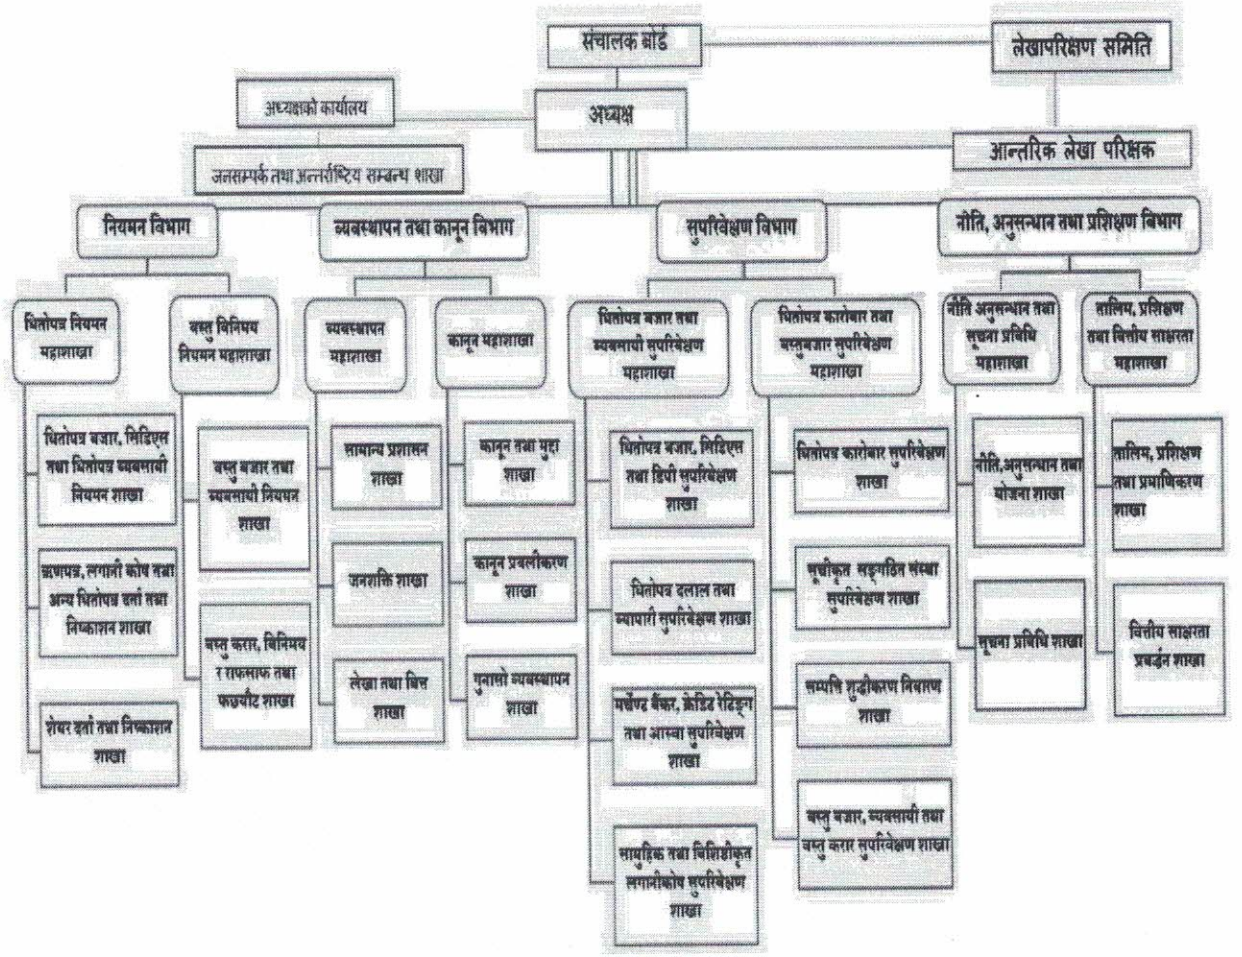 संचालक बोर्ड
लेखापरिक्षण समिति
अध्यक्षको कार्यालय
अध्यक्ष
आन्तरिक लेखा परिक्षक
जनसम्पर्क तथा अन्तर्राष्ट्रिय सम्बन्ध शाखा
नियमन विभाग
व्यवस्थापन तथा कानून विभाग
सुपरिवेक्षण विभाग
नीति, अनुसन्धान तथा प्रशिक्षण विभाग
धितोपत्र नियमन
महाशाखा
वस्तु विनिमय
नियमन महाशाखा
व्यवस्थापन
महाशाखा
कानून महाशाखा
धितोपत्र बजार तथा
व्यवसायी सुपरिवेक्षण
महाशाखा
धितोपत्र कारोबार तथा
वस्तुबजार सुपरिवेक्षण
महाशाखा
नीति अनुसन्धान तथा
सूचना प्रविधि
महाशाखा
तालिम, प्रशिक्षण
तथा वित्तीय साक्षरता
महाशाखा
धितोपत्र बजार, सिडिएस
तथा धितोपत्र व्यवसायी
नियमन शाखा
ऋणपत्र, लगानी कोष तथा
अन्य धितोपत्र दर्ता तथा
निष्काशन शाखा
शेयर दर्ता तथा निष्काशन
शाखा
वस्तु बजार तथा
व्यवसायी नियमन
शाखा
वस्तु करार, विनिमय
र राफसाफ तथा
फर्छ्यौट शाखा
सामान्य प्रशासन
शाखा
जनशक्ति शाखा
लेखा तथा वित्त
शाखा
कानून तथा मुद्दा
शाखा
कानून प्रवलीकरण
शाखा
गुनासो व्यवस्थापन
शाखा
धितोपत्र बजार, सिडिएस
तथा डिपी सुपरिवेक्षण
शाखा
धितोपत्र दलाल तथा
व्यापारी सुपरिवेक्षण शाखा
मर्चेण्ट बैंकर, क्रेडिट रेटिङ्ग
तथा आस्वा सुपरिवेक्षण
शाखा
सामुहिक तथा विशिष्टीकृत
लगानीकोष सुपरिवेक्षण
शाखा
धितोपत्र कारोबार सुपरिवेक्षण
शाखा
सूचीकृत सङ्गठित संस्था
सुपरिवेक्षण शाखा
सम्पत्ति शुद्धीकरण निवारण
शाखा
वस्तु बजार, व्यवसायी तथा
वस्तु करार सुपरिवेक्षण शाखा
नीति,अनुसन्धान तथा
योजना शाखा
सूचना प्रविधि शाखा
तालिम, प्रशिक्षण
तथा प्रमाणिकरण
शाखा
वित्तीय साक्षरता
प्रवर्द्धन शाखा